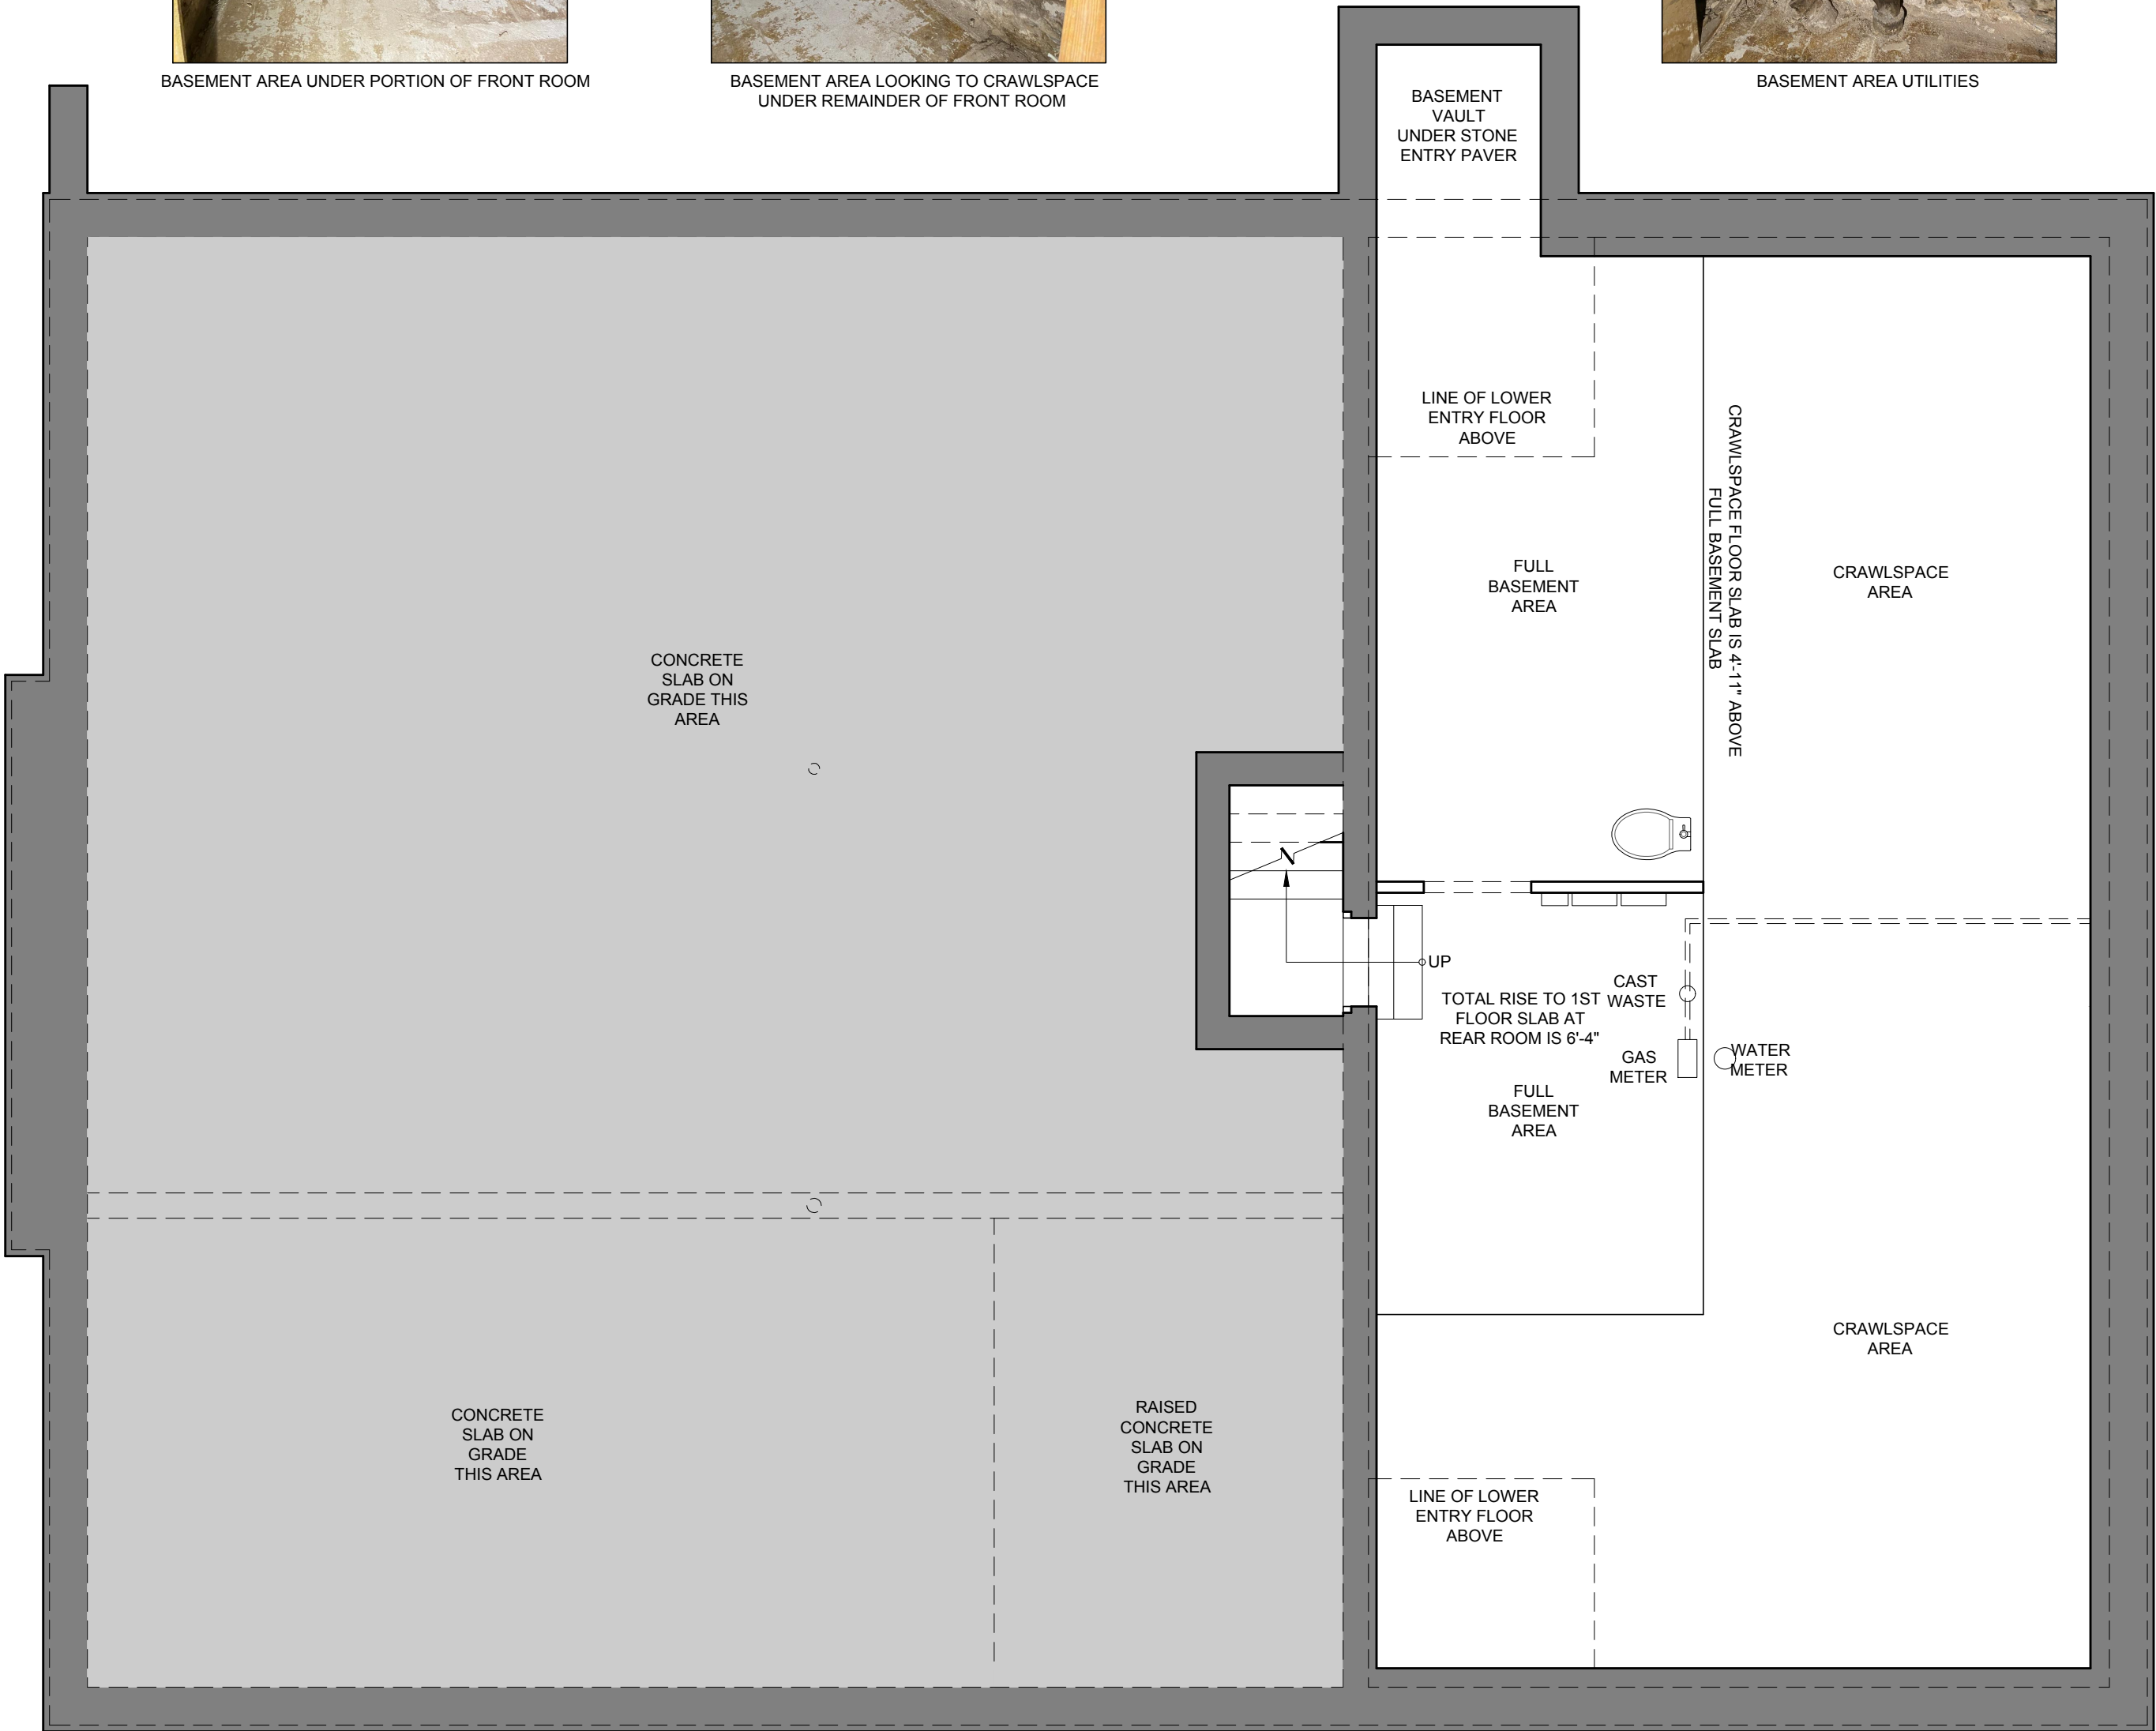 BASEMENT AREA UNDER PORTION OF FRONT ROOM
BASEMENT AREA LOOKING TO CRAWLSPACE
UNDER REMAINDER OF FRONT ROOM
BASEMENT AREA UTILITIES
BASEMENT
VAULT
UNDER STONE
ENTRY PAVER
LINE OF LOWER
ENTRY FLOOR
ABOVE
CRAWLSPACE FLOOR SLAB IS 4'-11" ABOVE
FULL BASEMENT SLAB
FULL
BASEMENT
AREA
CRAWLSPACE
AREA
CONCRETE
SLAB ON
GRADE THIS
AREA
UP
TOTAL RISE TO 1ST
FLOOR SLAB AT
REAR ROOM IS 6'-4"
CAST
WASTE
GAS
METER
WATER
METER
FULL
BASEMENT
AREA
CRAWLSPACE
AREA
CONCRETE
SLAB ON
GRADE
THIS AREA
RAISED
CONCRETE
SLAB ON
GRADE
THIS AREA
LINE OF LOWER
ENTRY FLOOR
ABOVE